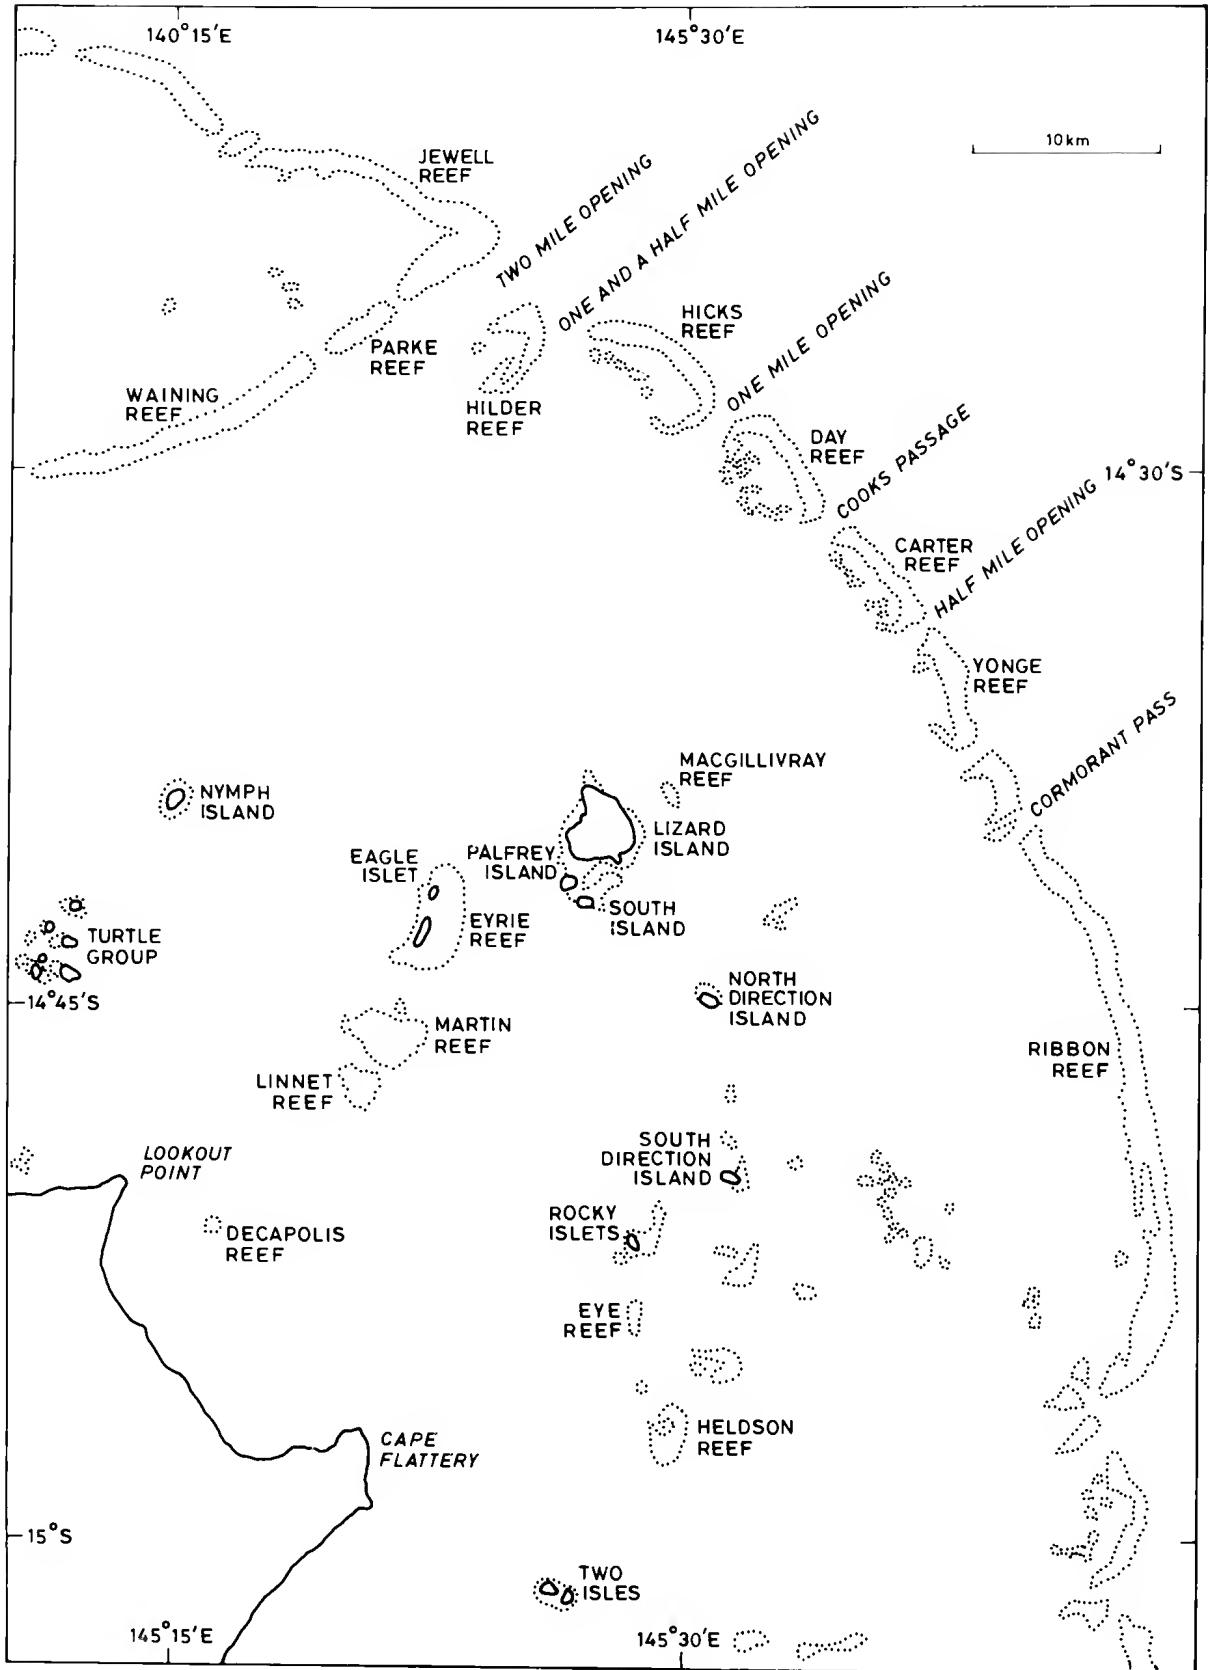 140°15'E
145°30'E
10km
JEWELL
REEF
TWO MILE OPENING
ONE AND A HALF MILE OPENING
HICKS
REEF
ONE MILE OPENING
PARKE
REEF
WAINING
REEF
HILDER
REEF
DAY
REEF
COOKS PASSAGE
14°30'S
CARTER
REEF
HALF MILE OPENING
YONGE
REEF
CORMORANT PASS
MACGILLIVRAY
REEF
NYMPH
ISLAND
LIZARD
ISLAND
EAGLE
ISLET
PALFREY
ISLAND
SOUTH
ISLAND
EYRIE
REEF
TURTLE
GROUP
NORTH
DIRECTION
ISLAND
14°45'S
MARTIN
REEF
RIBBON
REEF
LINNET
REEF
LOOKOUT
POINT
SOUTH
DIRECTION
ISLAND
ROCKY
ISLETS
DECAPOLIS
REEF
EYE
REEF
HELDSON
REEF
CAPE
FLATTERY
15°S
TWO
ISLES
145°15'E
145°30'E